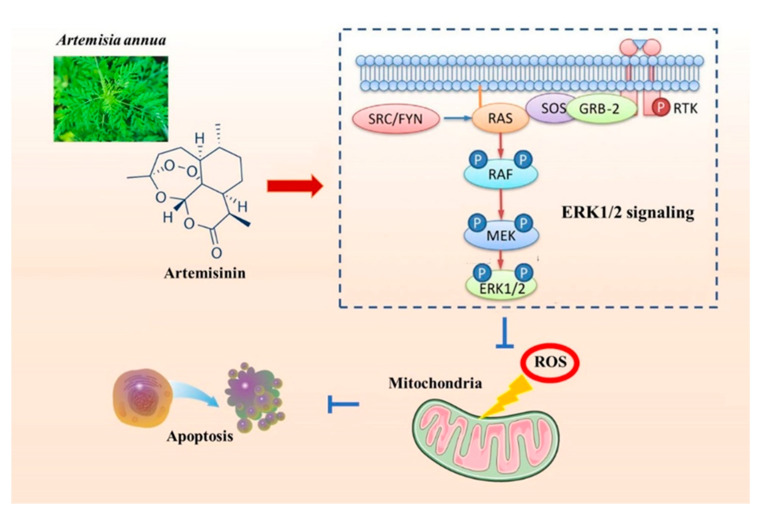 Artemisia annua
H
O
O
O
H
H
O
O
Artemisinin
SRC/FYN
RAS
SOS
GRB-2
P
RTK
P
P
RAF
P
P
MEK
P
P
ERK1/2
ERK1/2 signaling
ROS
Mitochondria
Apoptosis